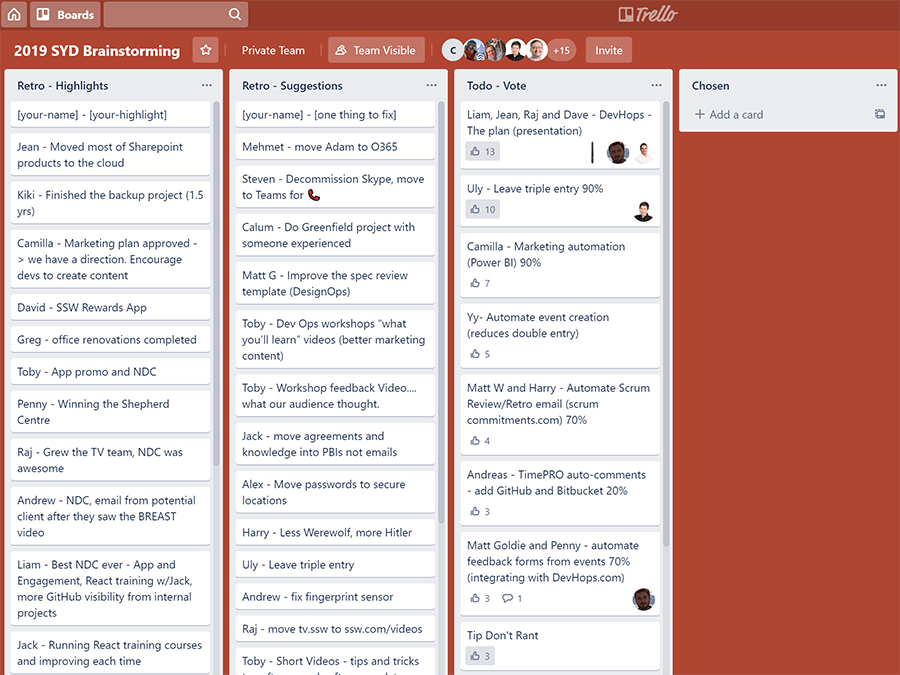 Boards
Trello
2019 SYD Brainstorming
Private Team
Team Visible
C
+15
Invite
Retro - Highlights
[your-name] - [your-highlight]
Jean - Moved most of Sharepoint
products to the cloud
Kiki - Finished the backup project (1.5
yrs)
Camilla - Marketing plan approved -
> we have a direction. Encourage
devs to create content
David - SSW Rewards App
Greg - office renovations completed
Toby - App promo and NDC
Penny - Winning the Shepherd
Centre
Raj - Grew the TV team, NDC was
awesome
Andrew - NDC, email from potential
client after they saw the BREAST
video
Liam - Best NDC ever - App and
Engagement, React training w/Jack,
more GitHub visibility from internal
projects
Jack - Running React training courses
and improving each time
Retro - Suggestions
[your-name] - [one thing to fix]
Mehmet - move Adam to O365
Steven - Decommission Skype, move
to Teams for 📞
Calum - Do Greenfield project with
someone experienced
Matt G - Improve the spec review
template (DesignOps)
Toby - Dev Ops workshops “what
you’ll learn” videos (better marketing
content)
Toby - Workshop feedback Video....
what our audience thought.
Jack - move agreements and
knowledge into PBIs not emails
Alex - Move passwords to secure
locations
Harry - Less Werewolf, more Hitler
Uly - Leave triple entry
Andrew - fix fingerprint sensor
Raj - move tv.ssw to ssw.com/videos
Toby - Short Videos - tips and tricks
Todo - Vote
Liam, Jean, Raj and Dave - DevHops -
The plan (presentation)
13
Uly - Leave triple entry 90%
10
Camilla - Marketing automation
(Power BI) 90%
7
Yy- Automate event creation
(reduces double entry)
5
Matt W and Harry - Automate Scrum
Review/Retro email (scrum
commitments.com) 70%
4
Andreas - TimePRO auto-comments
- add GitHub and Bitbucket 20%
3
Matt Goldie and Penny - automate
feedback forms from events 70%
(integrating with DevHops.com)
3 1
Tip Don't Rant
3
Chosen
+ Add a card